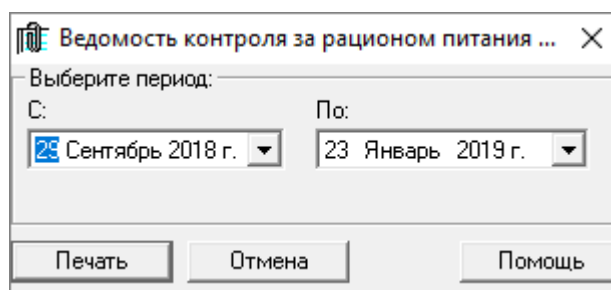 Ведомость контроля за рационом питания ...
Выберите период:
С: По:
29 Сентябрь 2018 г. 23 Январь 2019 г.
Печать Отмена Помощь